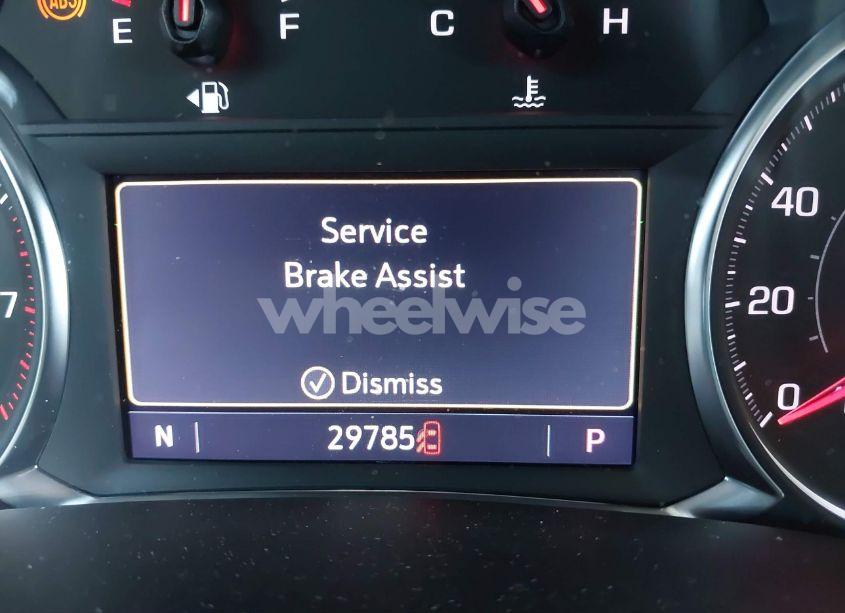 ABS
E F C H
Service
Brake Assist
wheelwise
Dismiss
N 29785 P
7
40
20
0